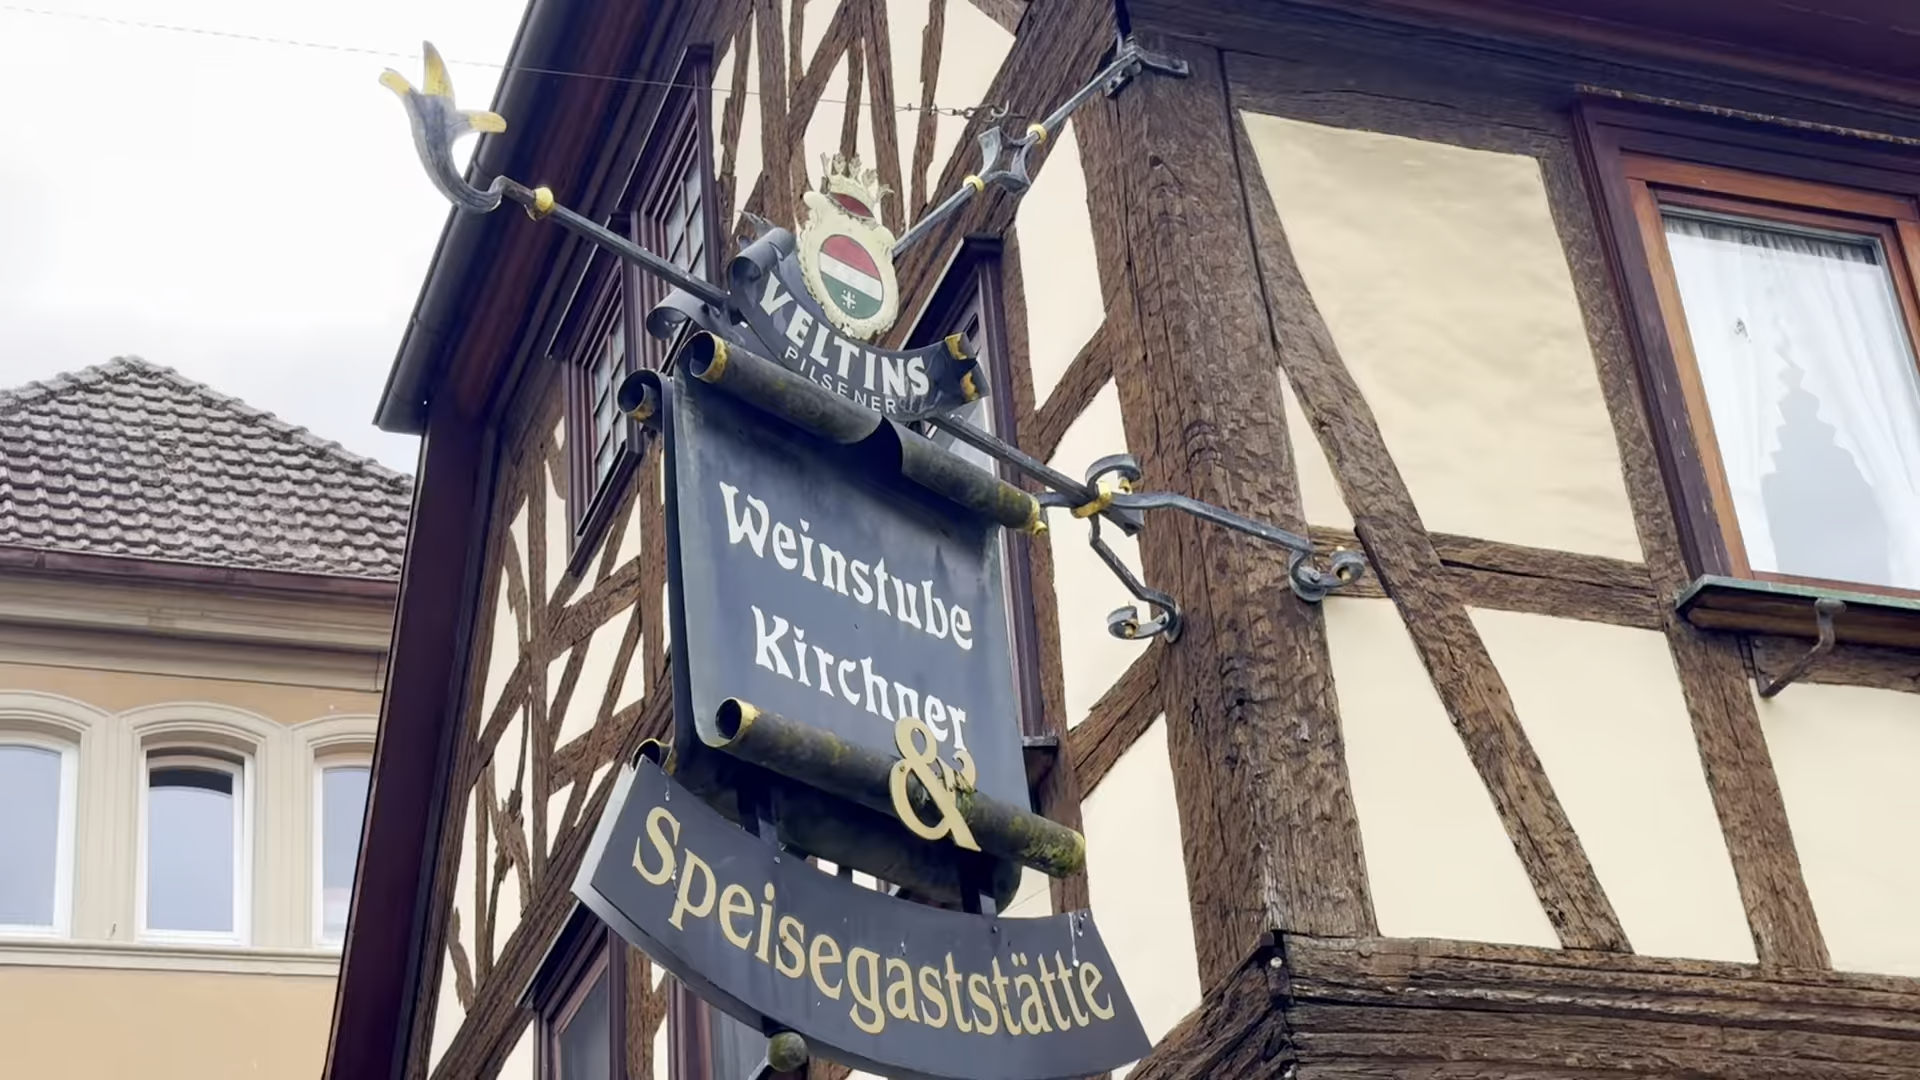 VELTINS
PILSENER
Weinstube
Kirchner
&
Speisegaststätte